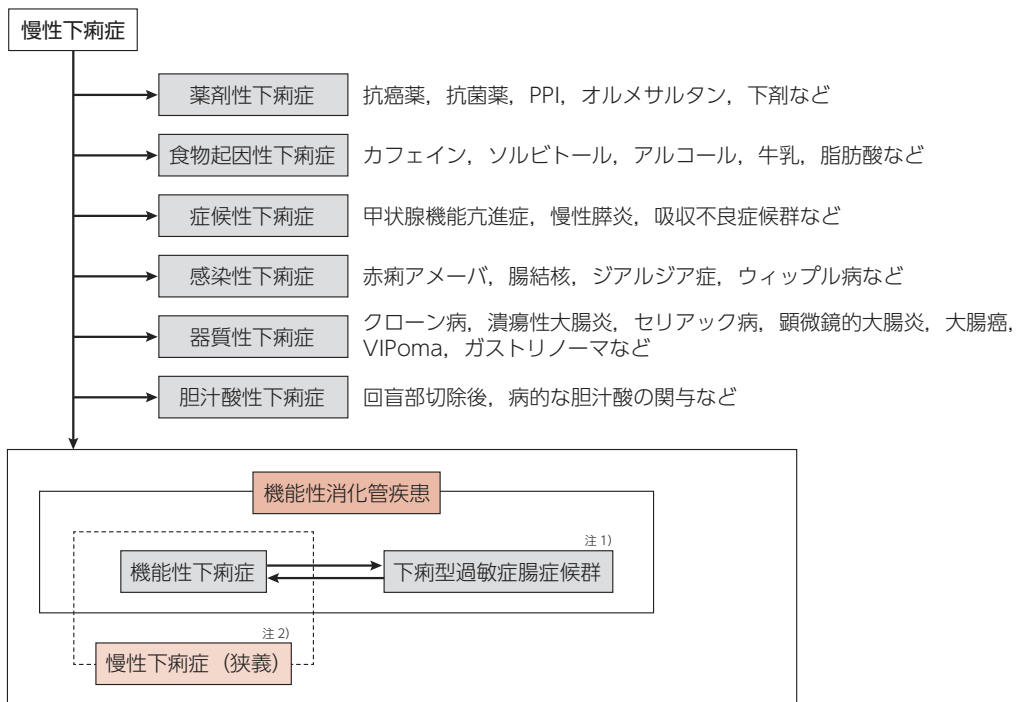 慢性下痢症
薬剤性下痢症 抗癌薬，抗菌薬，PPI，オルメサルタン，下剤など
食物起因性下痢症 カフェイン，ソルビトール，アルコール，牛乳，脂肪酸など
症候性下痢症 甲状腺機能亢進症，慢性膵炎，吸収不良症候群など
感染性下痢症 赤痢アメーバ，腸結核，ジアルジア症，ウィップル病など
器質性下痢症 クローン病，潰瘍性大腸炎，セリアック病，顕微鏡的大腸炎，大腸癌，
VIPoma，ガストリノーマなど
胆汁酸性下痢症 回盲部切除後，病的な胆汁酸の関与など
機能性消化管疾患
注1)
機能性下痢症 下痢型過敏症腸症候群
注2)
慢性下痢症（狭義）